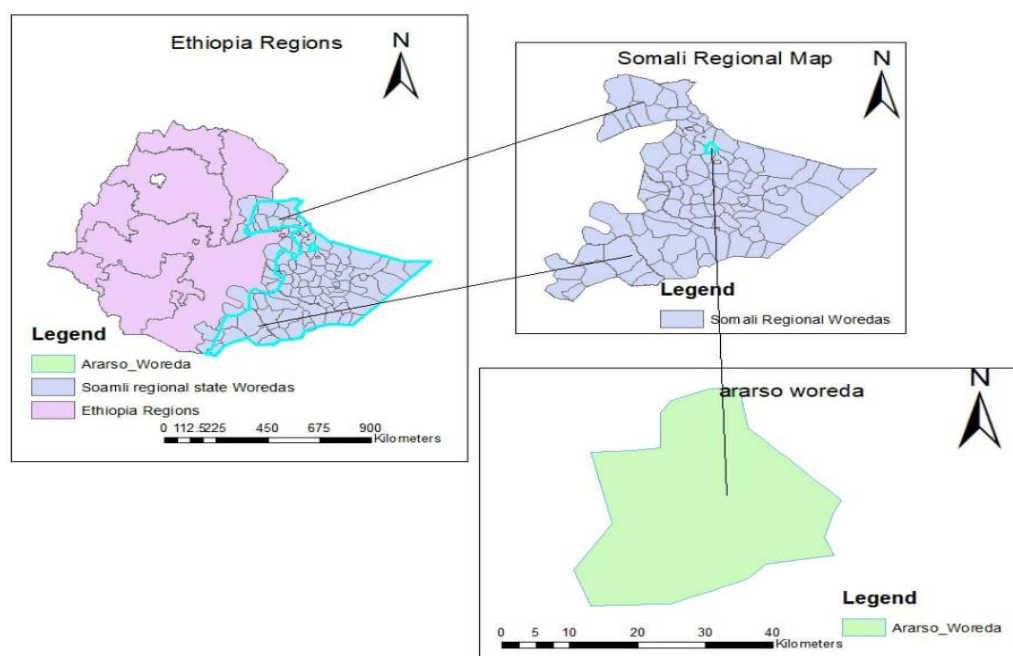 Ethiopia Regions
N
Legend
Ararso_Woreda
Soamli regional state Woredas
Ethiopia Regions
0 112.5225 450 675 900
Kilometers
Somali Regional Map
N
Legend
Somali Regional Woredas
ararso woreda
N
Legend
Ararso_Woreda
0 5 10 20 30 40
Kilometers